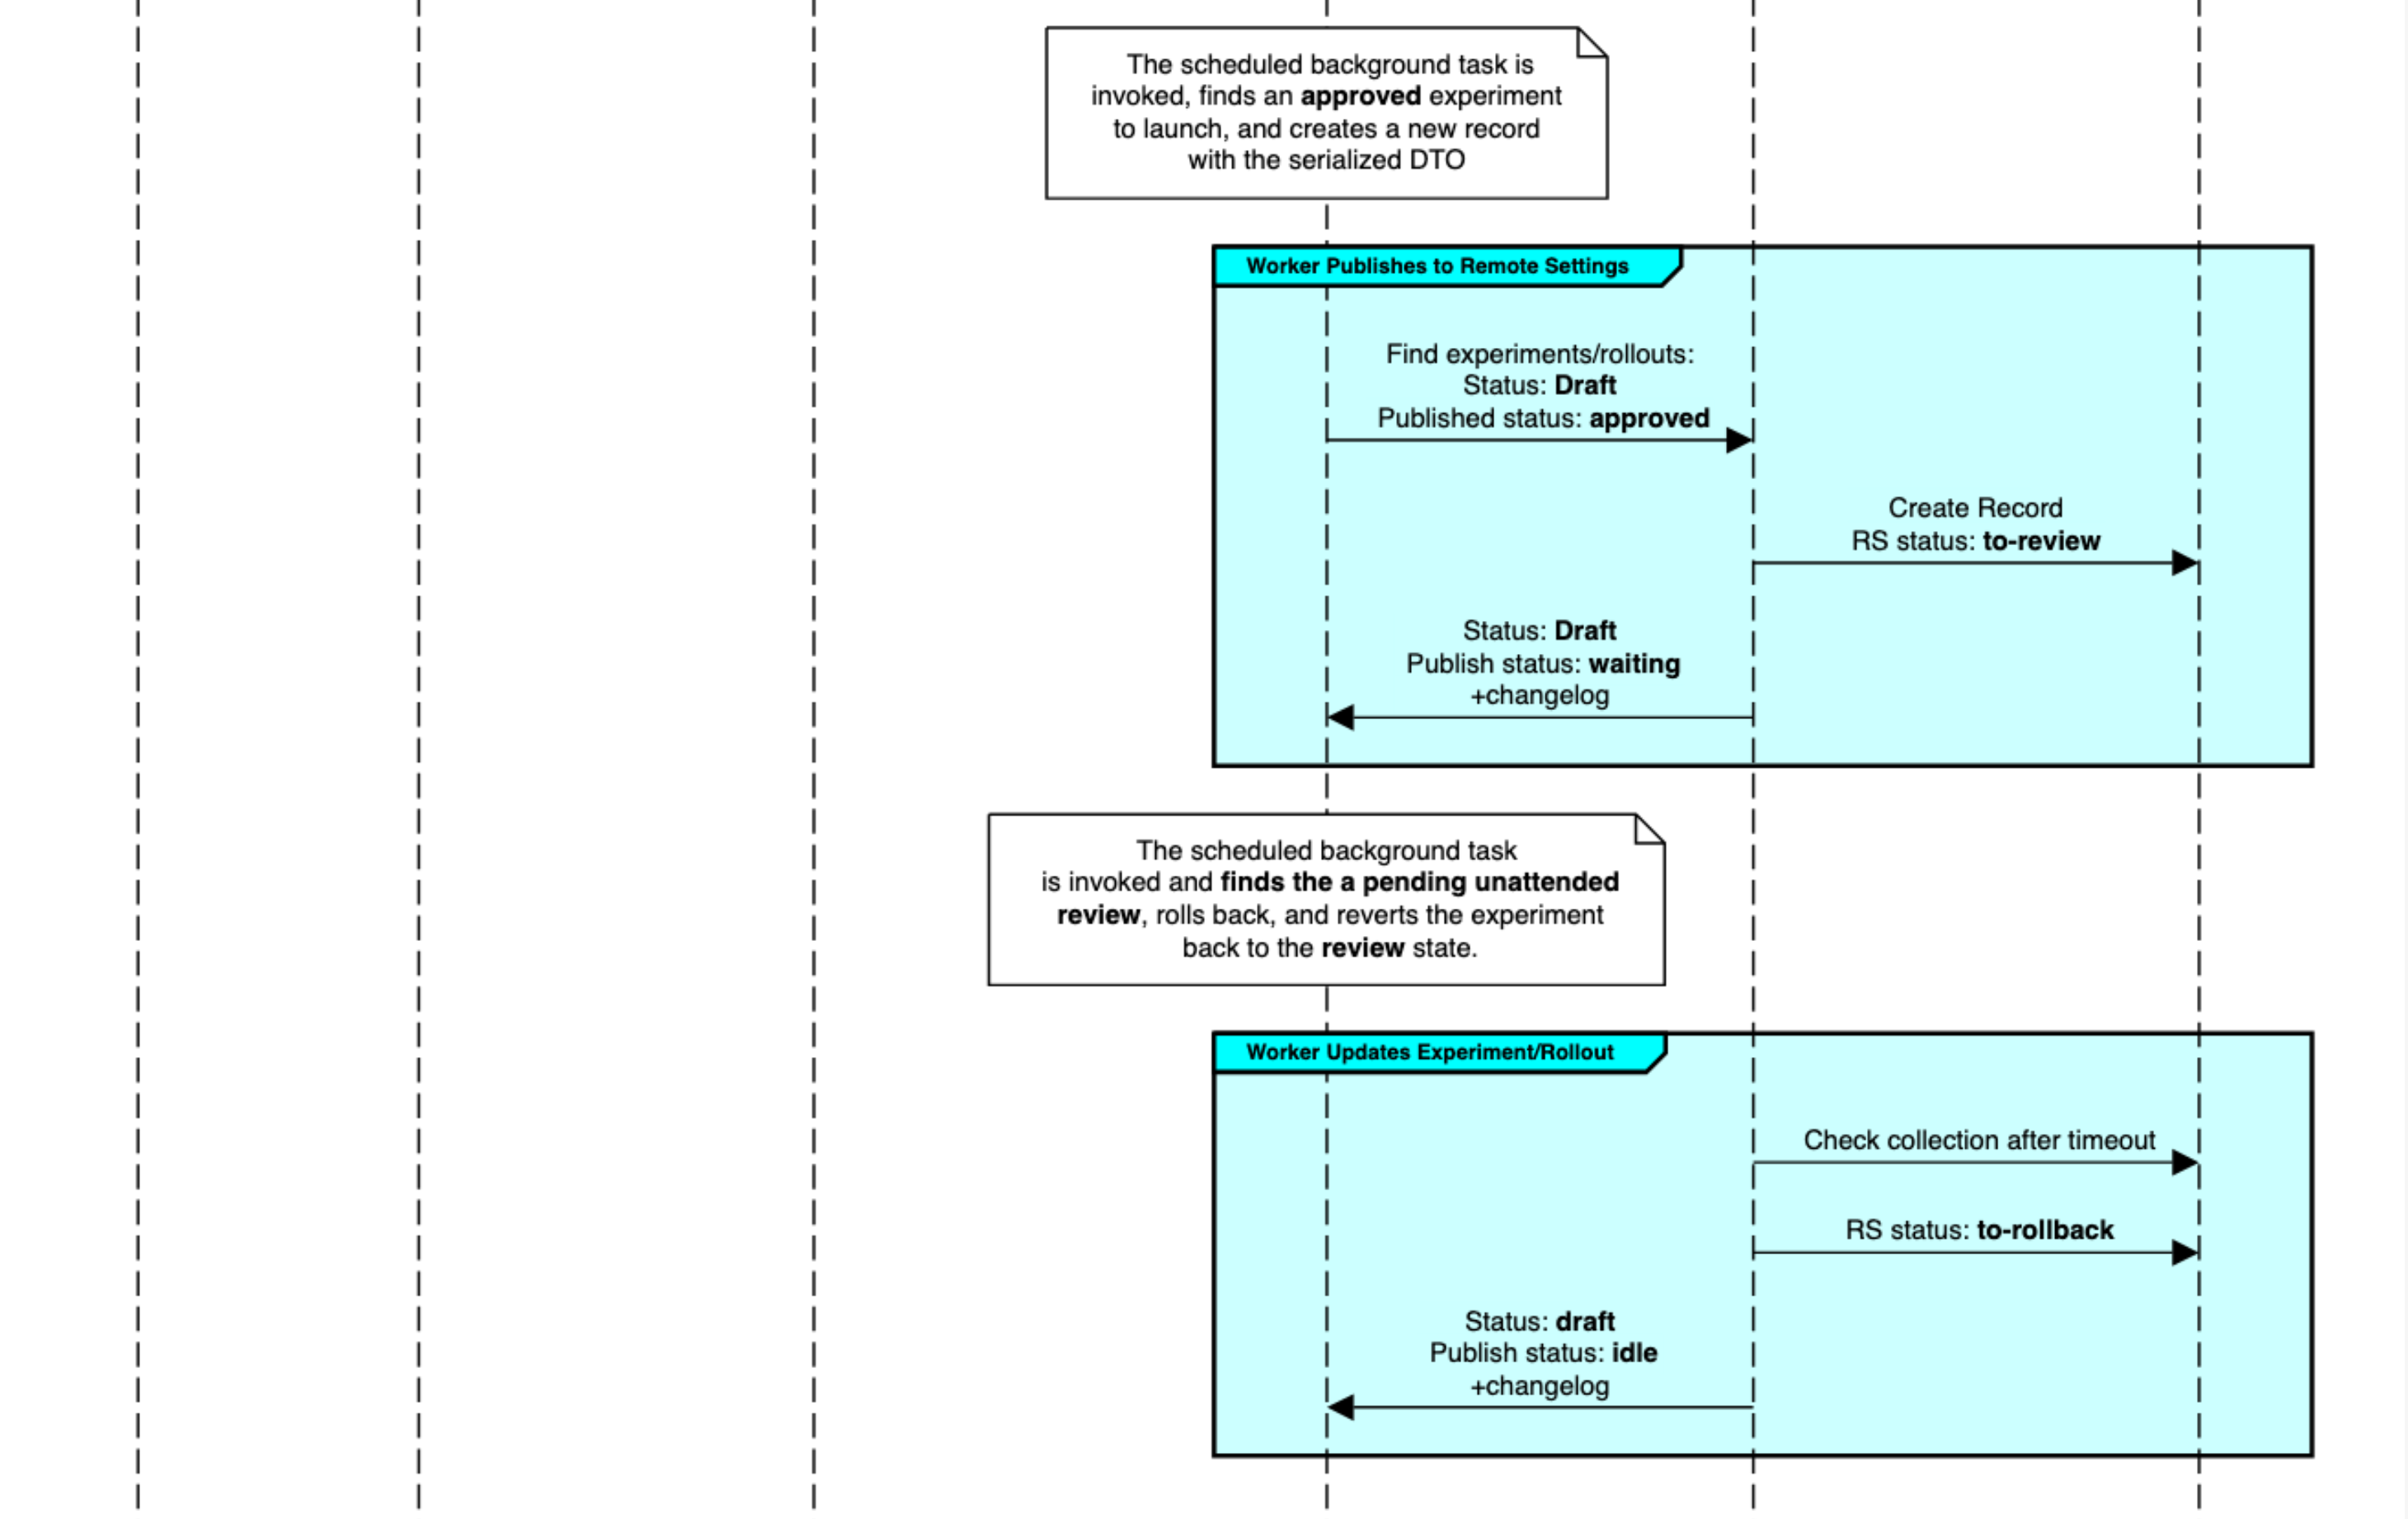 The scheduled background task is
invoked, finds an approved experiment
to launch, and creates a new record
with the serialized DTO
Worker Publishes to Remote Settings
Find experiments/rollouts:
Status: Draft
Published status: approved
Create Record
RS status: to-review
Status: Draft
Publish status: waiting
+changelog
The scheduled background task
is invoked and finds the a pending unattended
review, rolls back, and reverts the experiment
back to the review state.
Worker Updates Experiment/Rollout
Check collection after timeout
RS status: to-rollback
Status: draft
Publish status: idle
+changelog